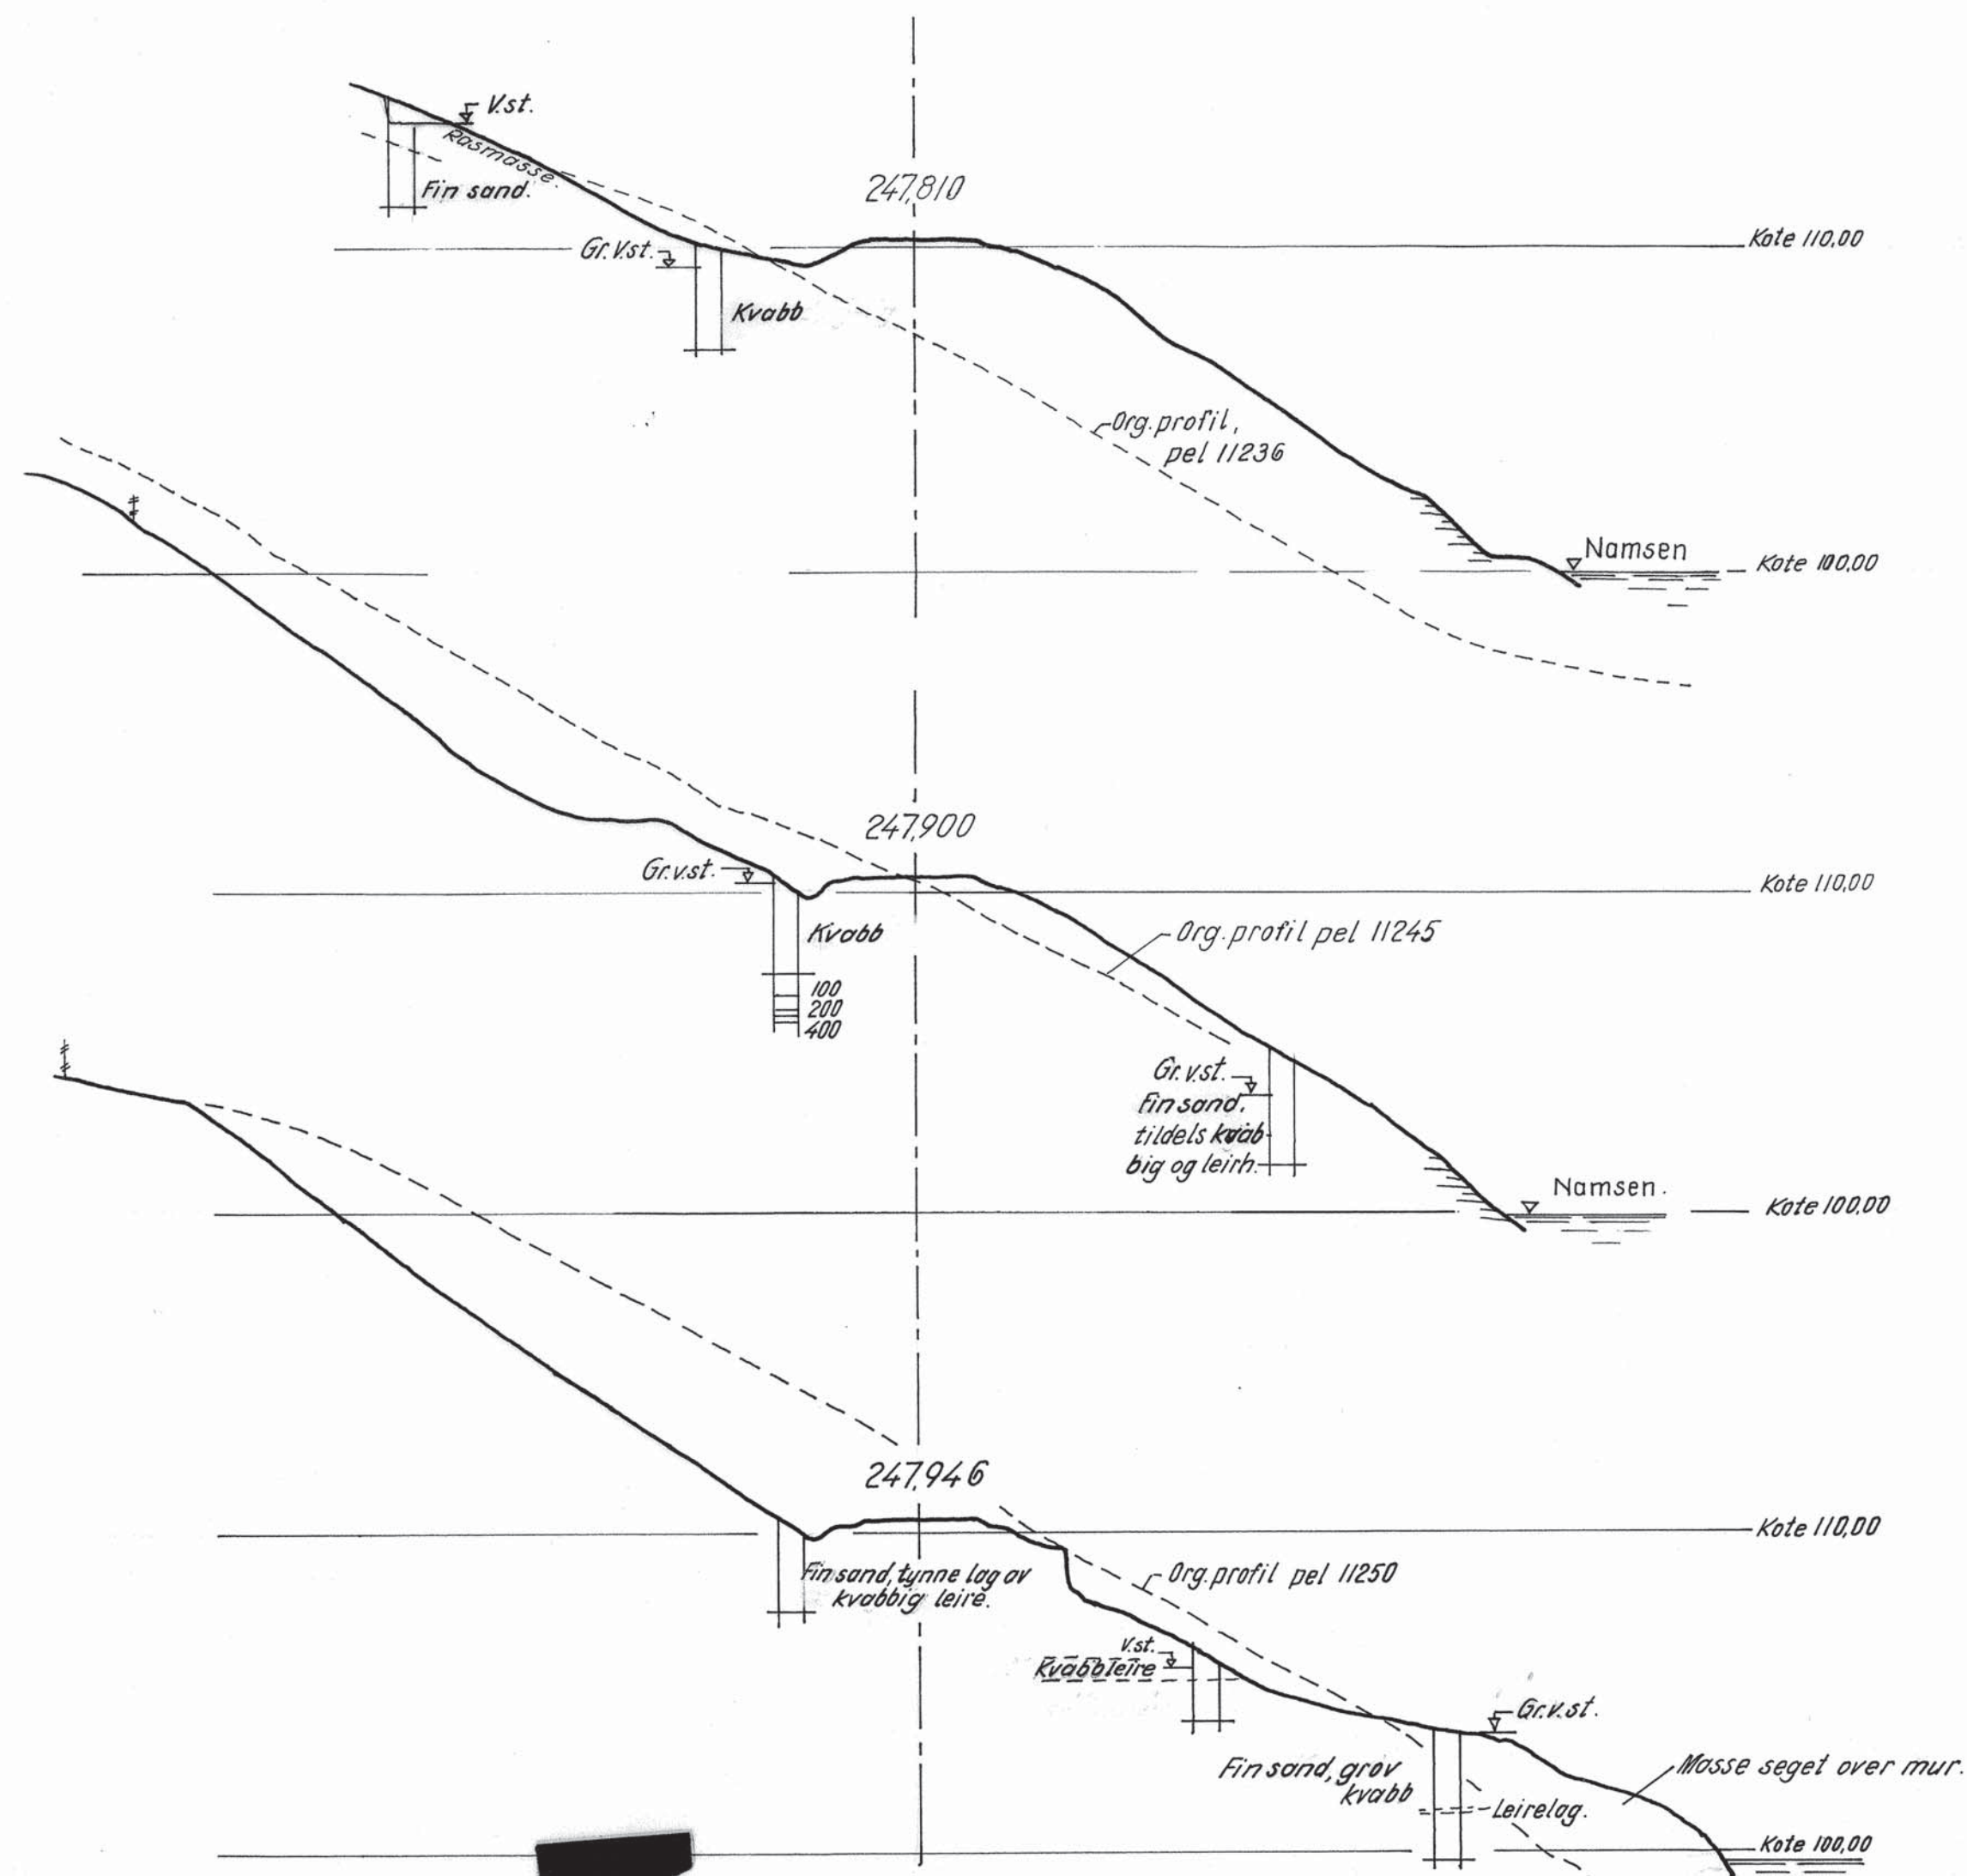 V.st.
Rasmasse.
Fin sand.
247,810
Gr.V.st.
Kote 110,00
Kvabb
Org. profil,
pel 11236
Namsen
Kote 100,00
247,900
Gr.v.st.
Kote 110,00
Kvabb
Org. profil pel 11245
100
200
400
Gr. v.st.
Fin sand,
tildels kvab
big og leirh.
Namsen.
Kote 100,00
247,946
Kote 110,00
Fin sand, tynne lag av
kvabbig leire.
Org. profil pel 11250
V.st.
Kvabbleire
Gr.v.st.
Fin sand, grov
kvabb
Masse seget over mur.
Leirelag.
Kote 100,00